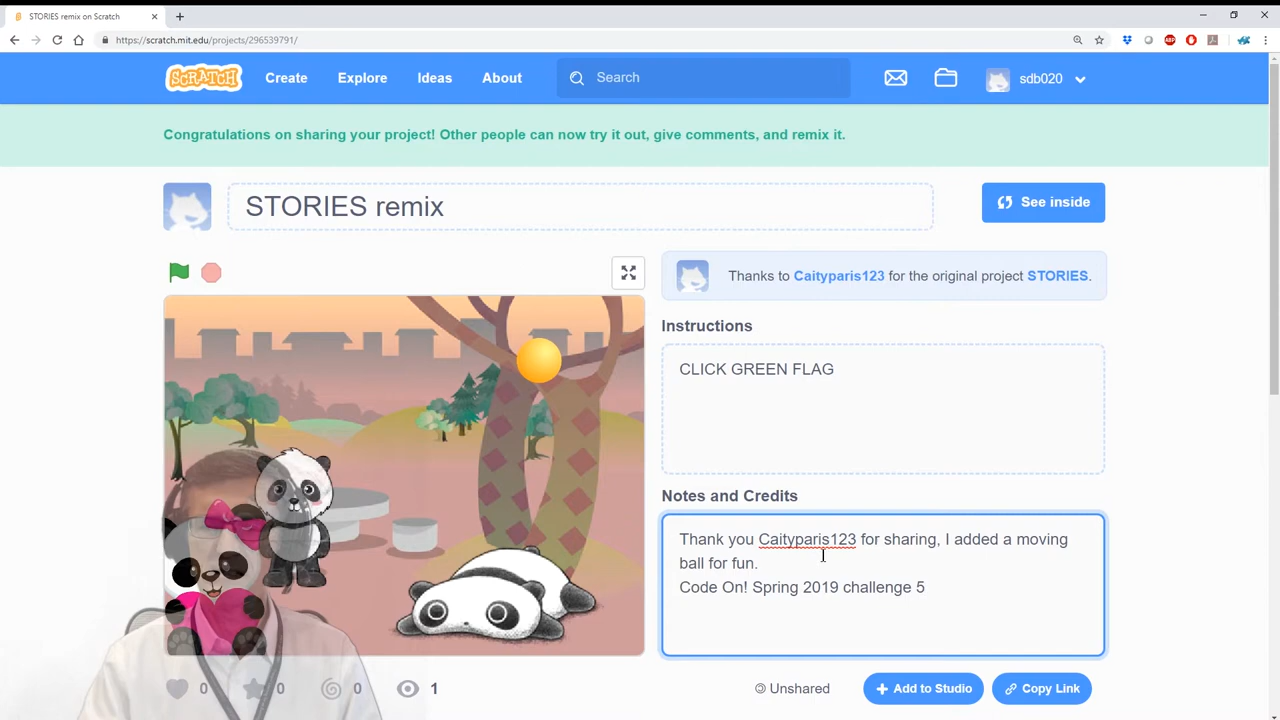 STORIES remix on Scratch
https://scratch.mit.edu/projects/296539791/
SCRATCH
Create
Explore
Ideas
About
Search
sdb020
Congratulations on sharing your project! Other people can now try it out, give comments, and remix it.
STORIES remix
See inside
Thanks to Caityparis123 for the original project STORIES.
Instructions
CLICK GREEN FLAG
Notes and Credits
Thank you Caityparis123 for sharing, I added a moving
ball for fun.
Code On! Spring 2019 challenge 5
0
0
0
1
Unshared
Add to Studio
Copy Link